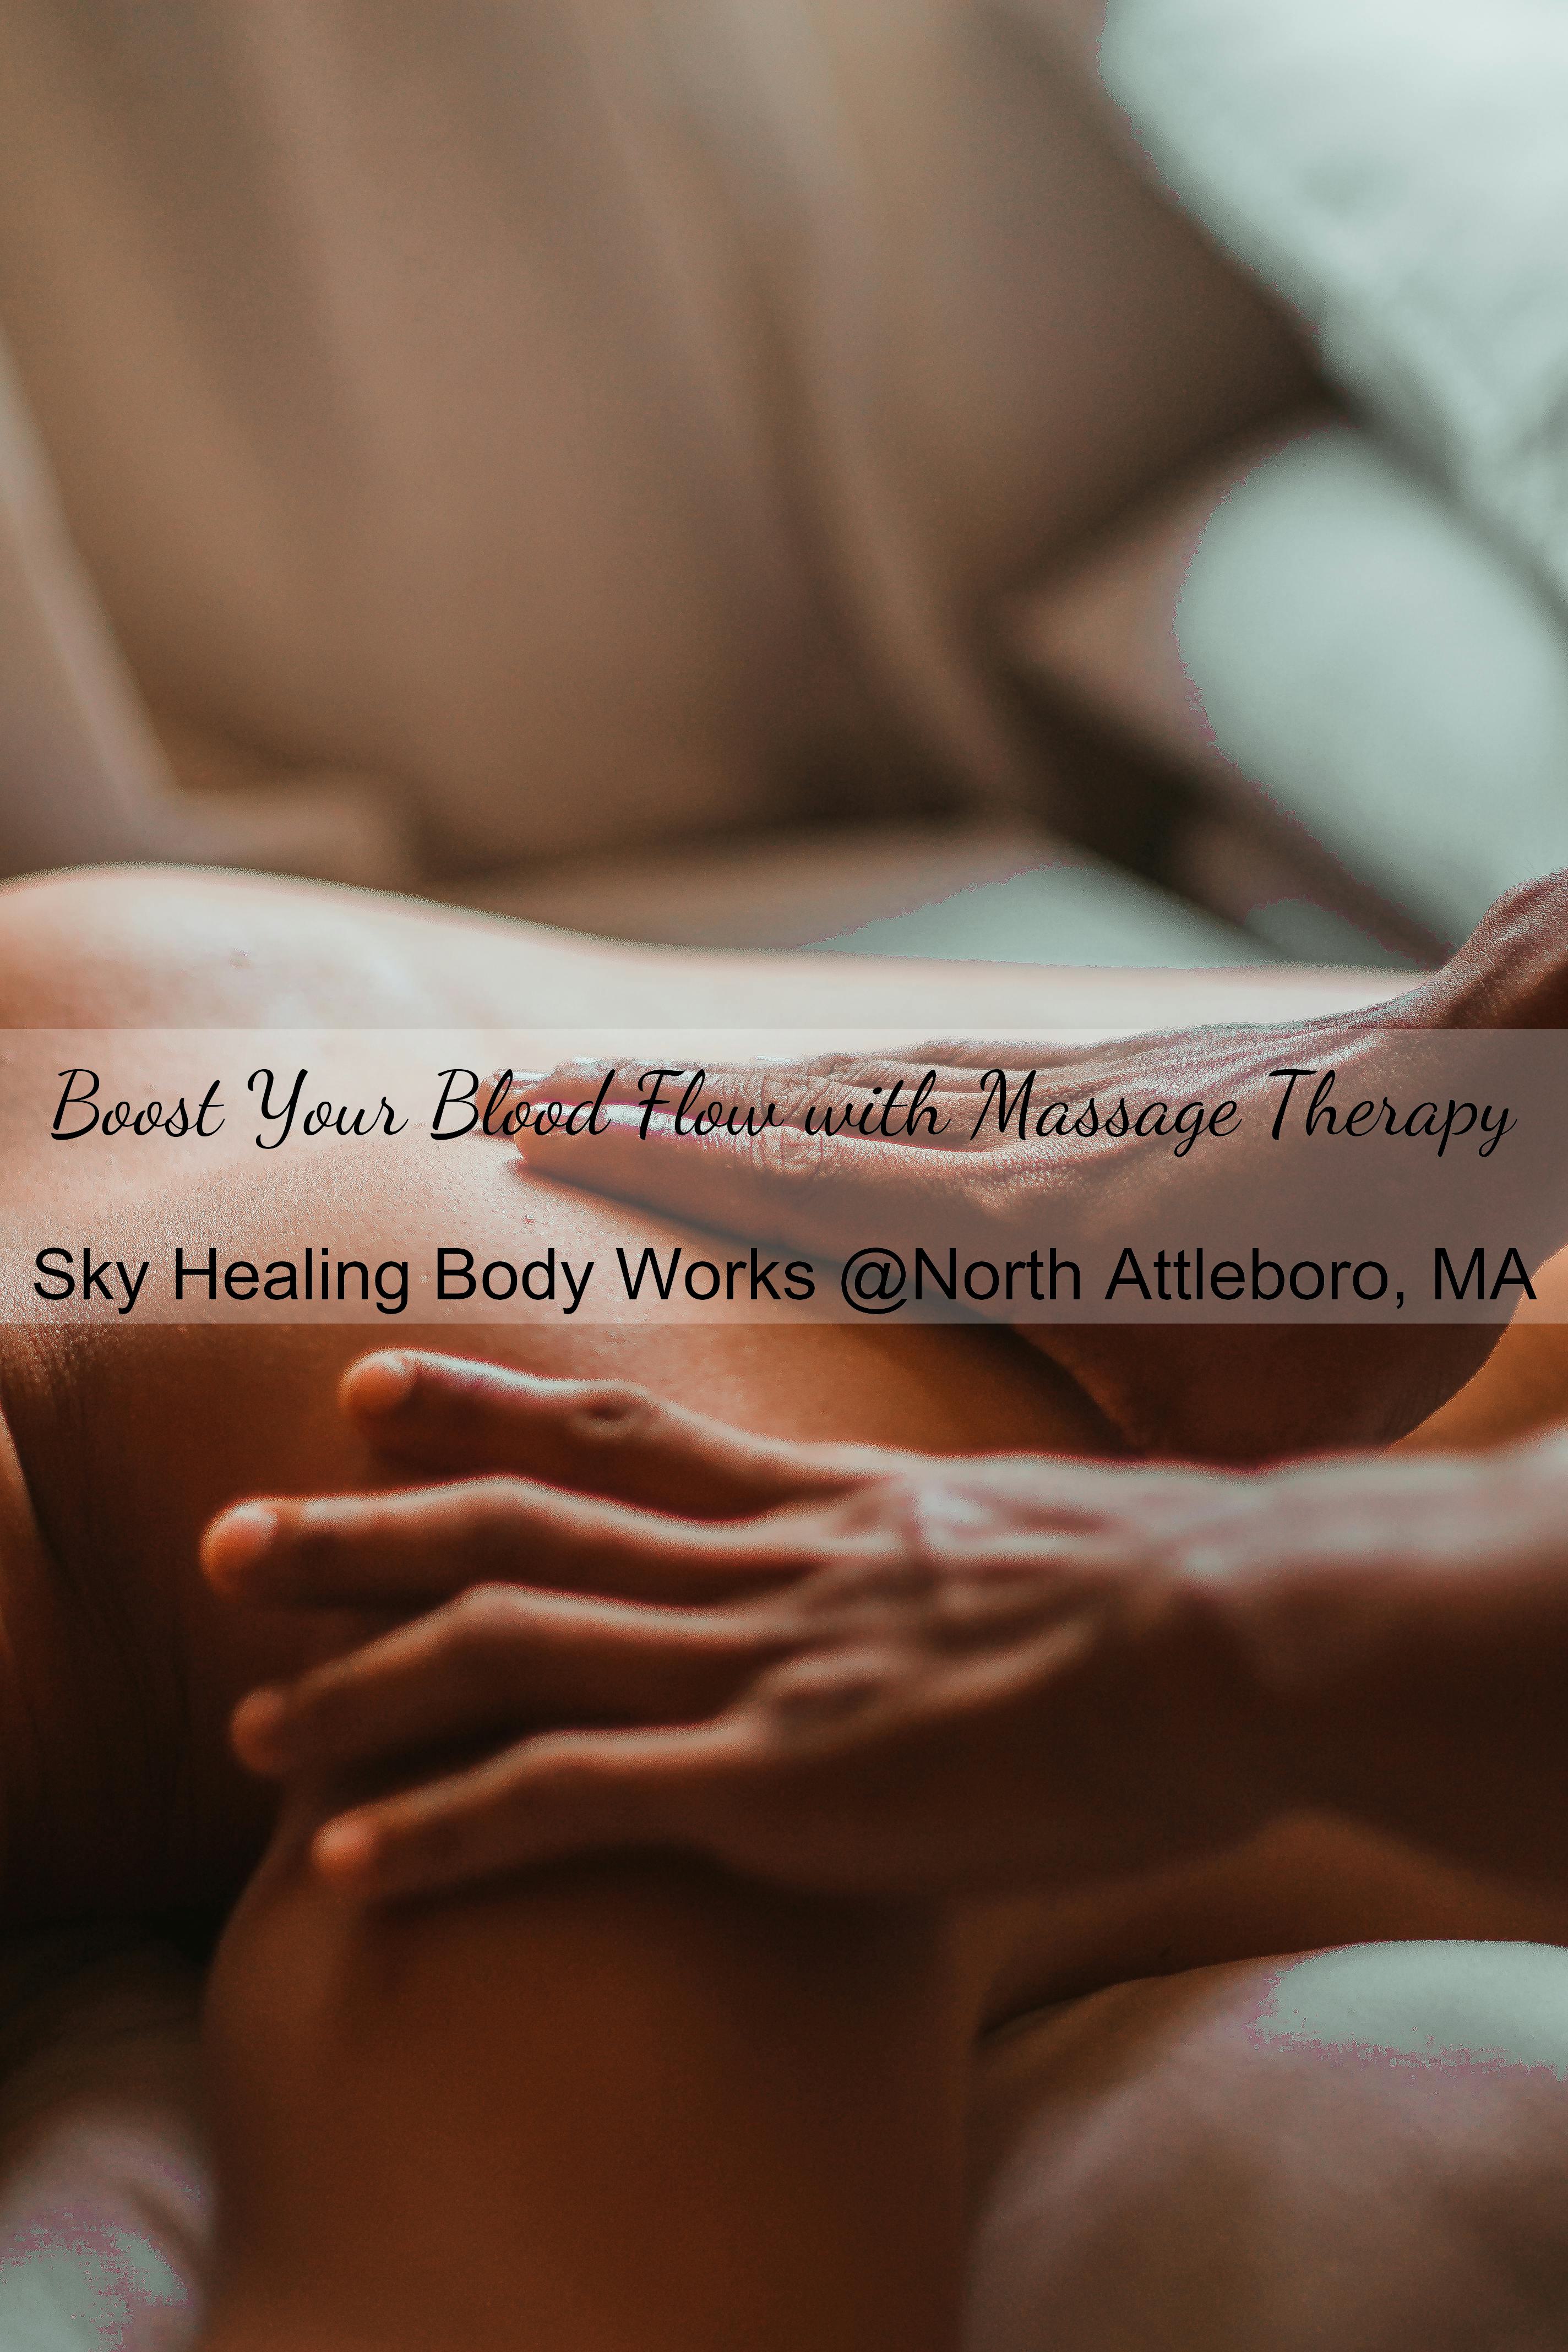 Boost Your Blood Flow with Massage Therapy
Sky Healing Body Works @North Attleboro, MA